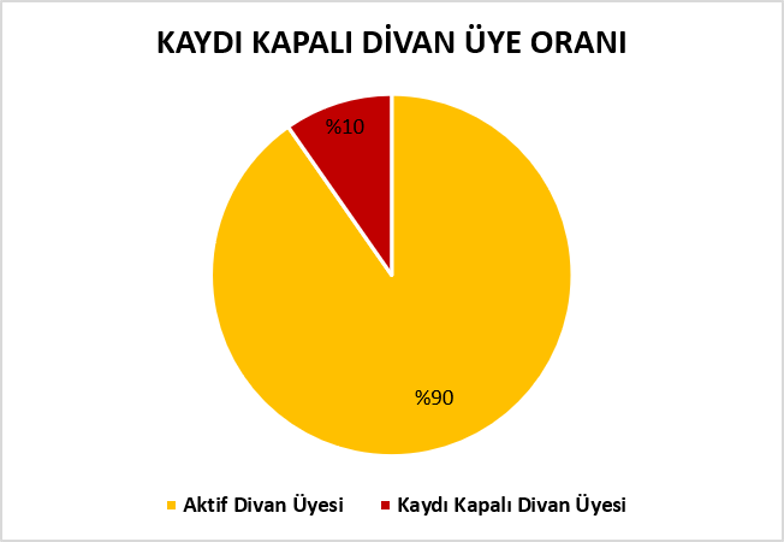 KAYDI KAPALI DİVAN ÜYE ORANI
%10
%90
Aktif Divan Üyesi Kaydı Kapalı Divan Üyesi